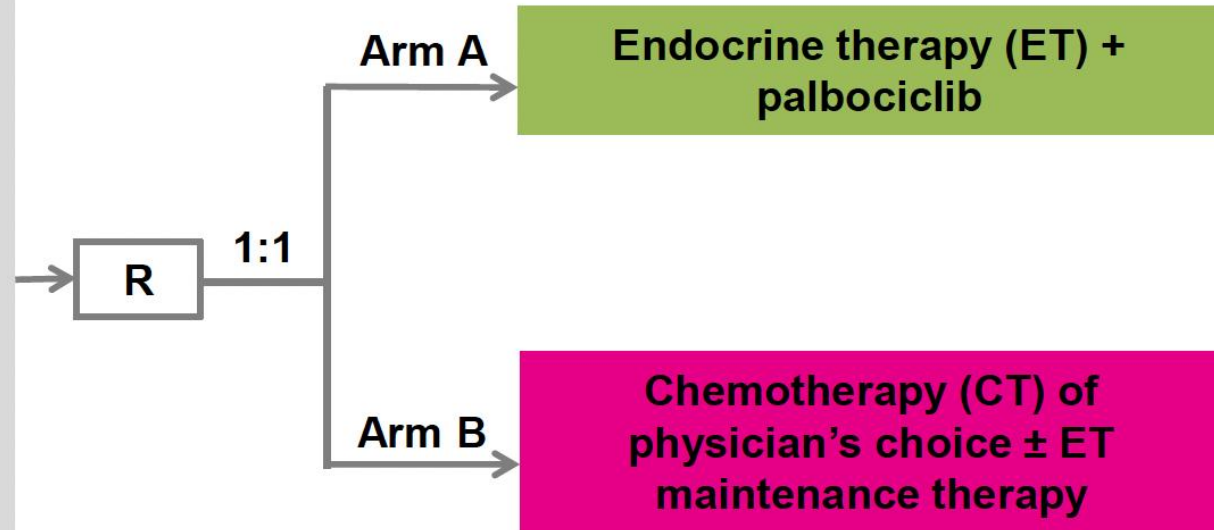 Arm A
Endocrine therapy (ET) +
palbociclib
R
1:1
Arm B
Chemotherapy (CT) of
physician’s choice ± ET
maintenance therapy